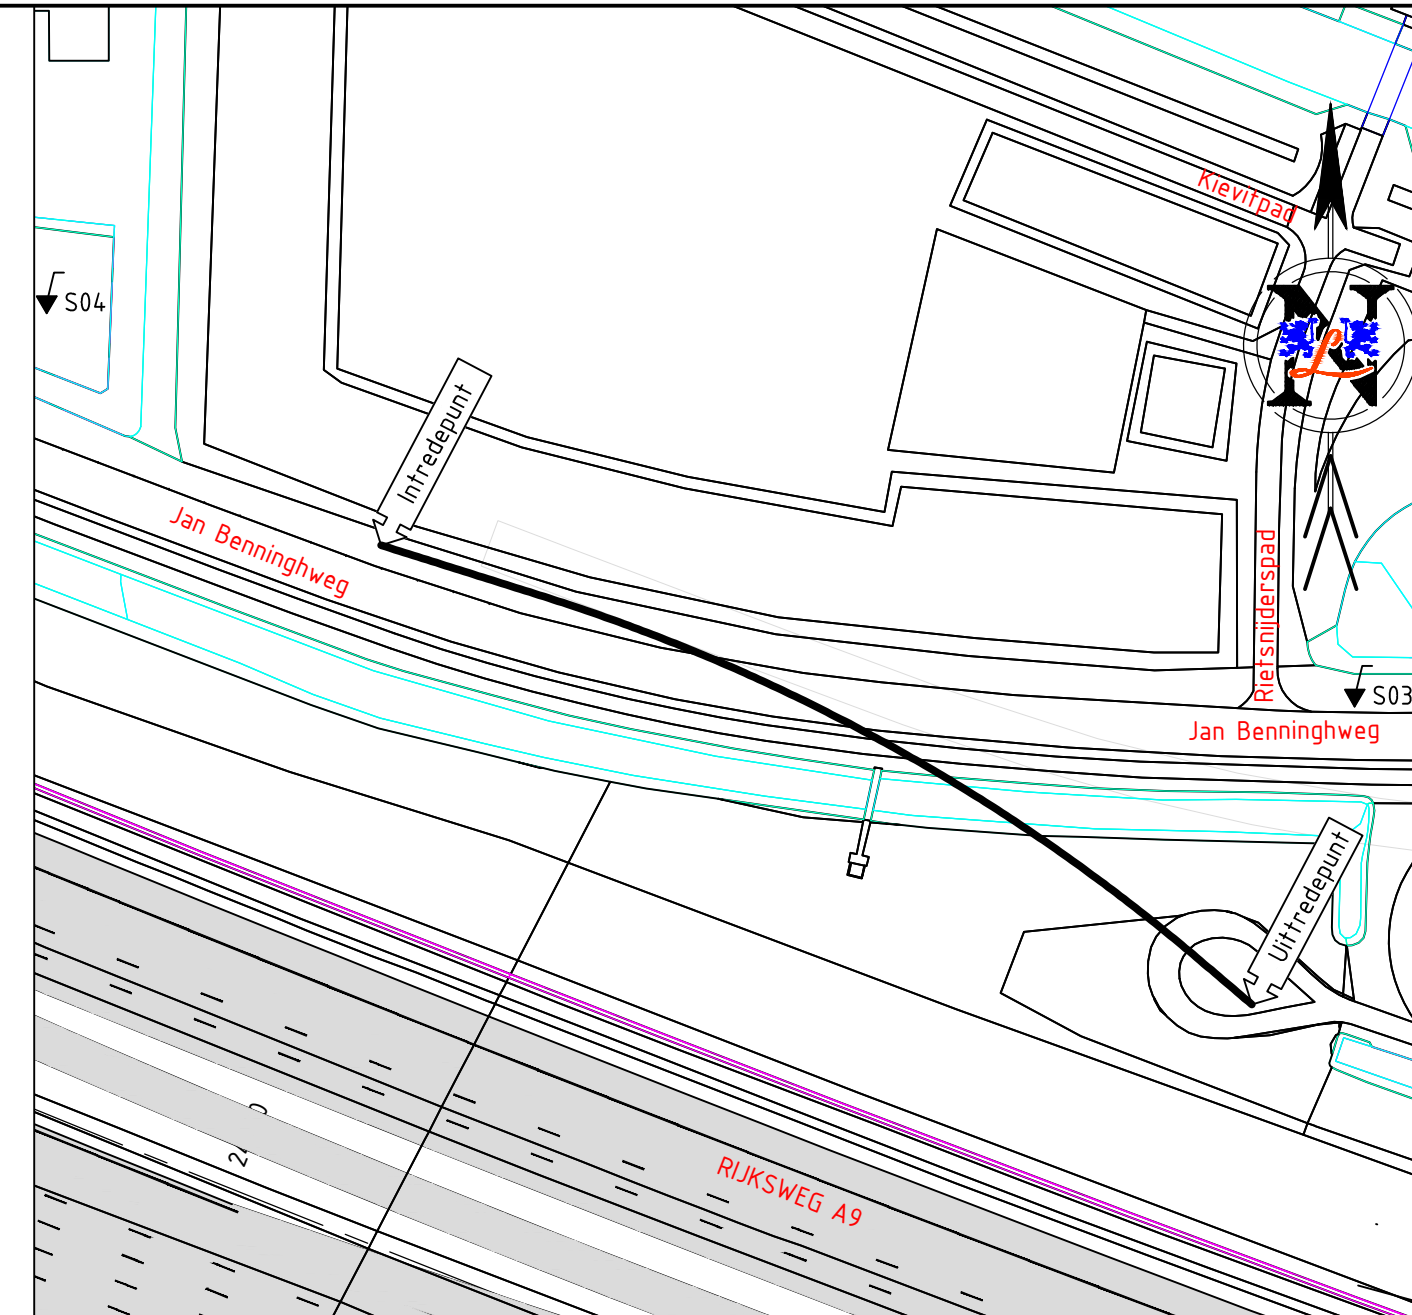 Kievitpad
S04
N
L
Intredepunt
Jan Benninghweg
Rietsnijderspad
S03
Jan Benninghweg
Uittredepunt
RIJKSWEG A9